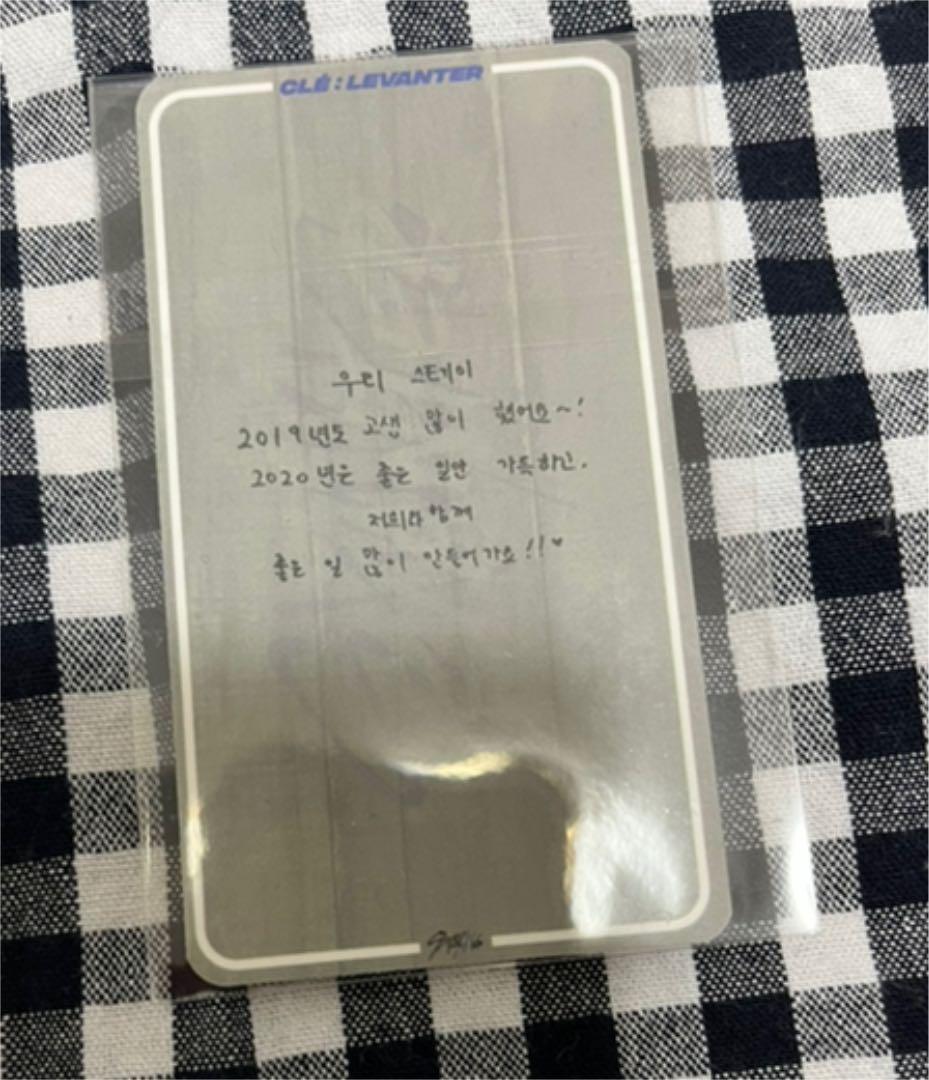 CLÉ : LEVANTER
우리 스테이
2019년도 고생 많이 했어요~!
2020년은 좋은 일만 가득하고.
저희와 함께
좋은 일 많이 만들어가요!!♥